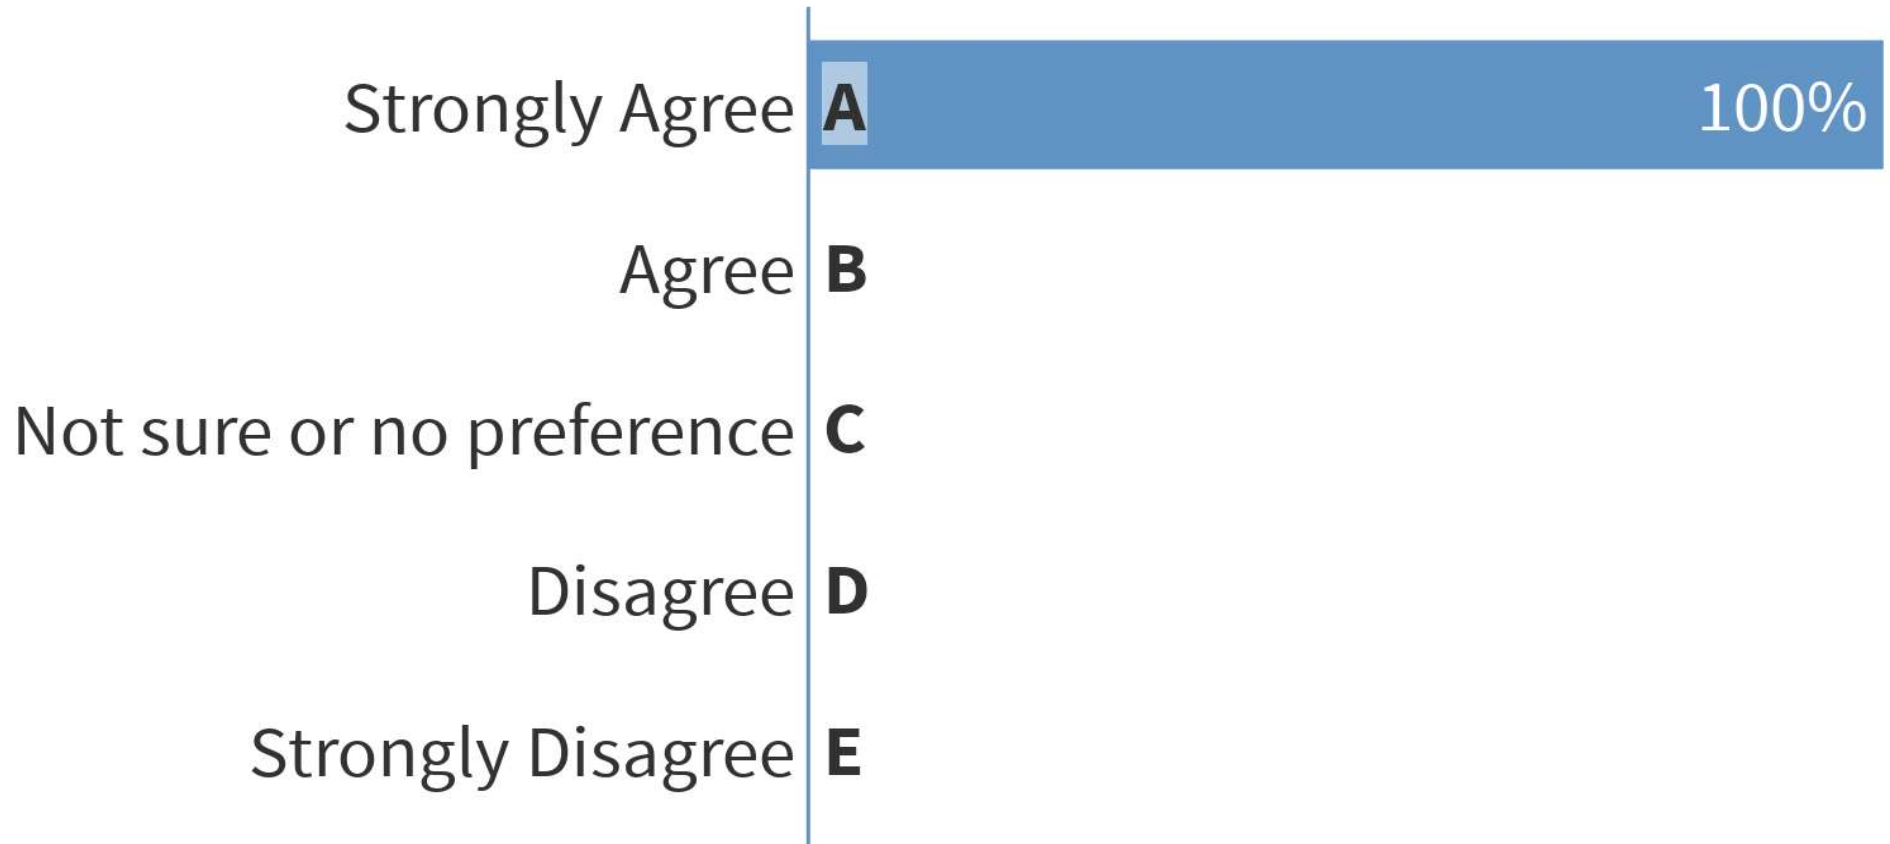 Strongly Agree A 100%
Agree B
Not sure or no preference C
Disagree D
Strongly Disagree E